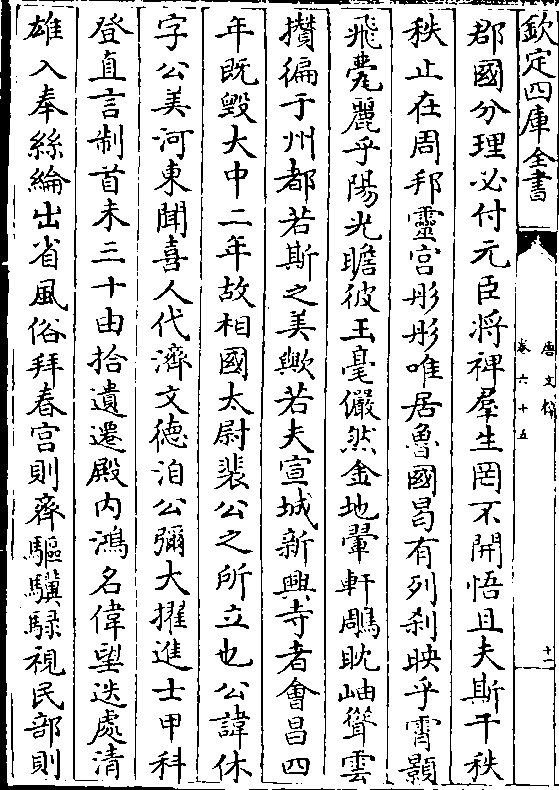 欽定四庫全書
唐文粹
卷六十五
十一
郡國分理必付元臣将裨羣生罔不開悟且夫斯干秩
秩止在周邦靈宫彤彤唯居魯國曷有列刹映乎霄顥
飛甍麗乎陽光瞻彼玉毫儼然金地翬軒鵰眈岫聳雲
攅徧于州都若斯之美歟若夫宣城新興寺者會昌四
年既毁大中二年故相國太尉裴公之所立也公諱休
字公美河東聞喜人代濟文德洎公彌大擢進士甲科
登直言制首未三十由拾遺遷殿内鴻名偉望迭處清
雄入奉絲綸出省風俗拜春宫則齊驅驥騄視民部則